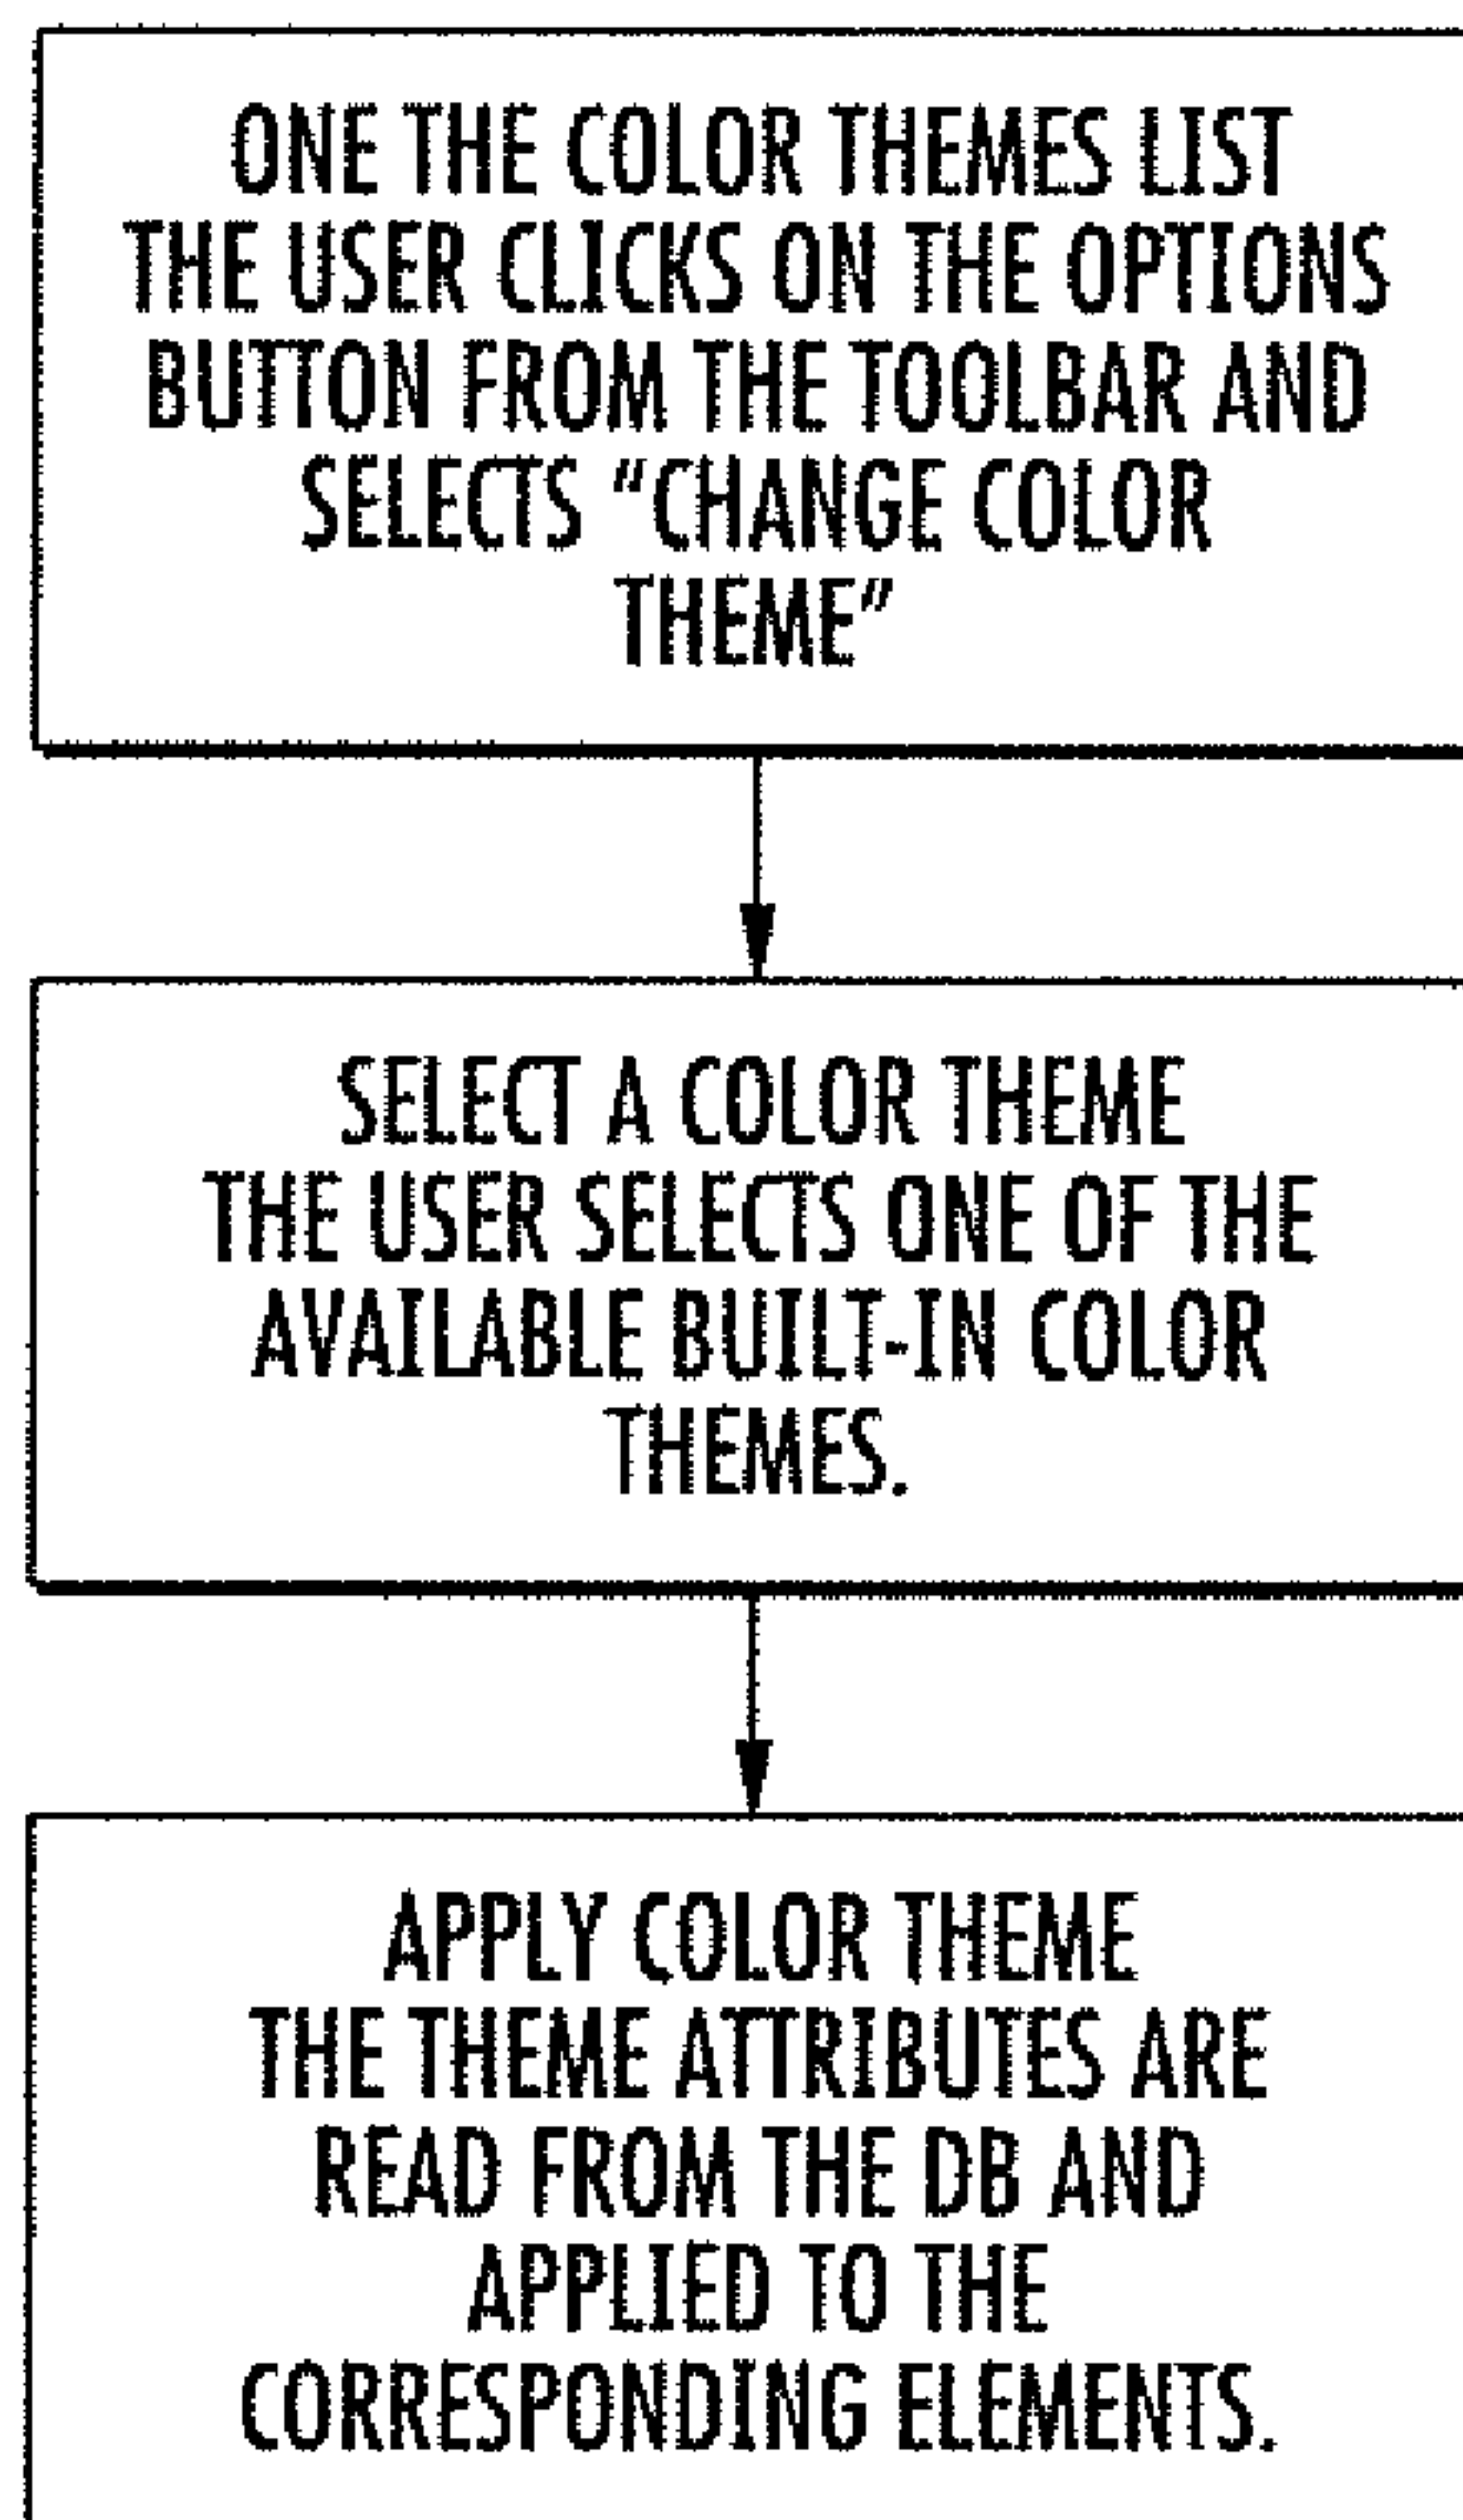 ONE THE COLOR THEMES LIST
THE USER CLICKS ON THE OPTIONS
BUTTON FROM THE TOOLBAR AND
SELECTS "CHANGE COLOR
THEME"
SELECT A COLOR THEME
THE USER SELECTS ONE OF THE
AVAILABLE BUILT-IN COLOR
THEMES.
APPLY COLOR THEME
THE THEME ATTRIBUTES ARE
READ FROM THE DB AND
APPLIED TO THE
CORRESPONDING ELEMENTS.